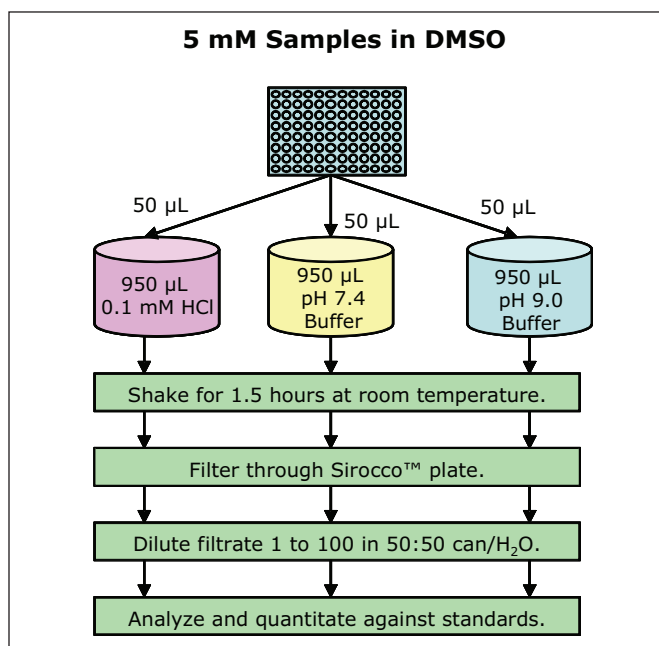 5 mM Samples in DMSO
50 µL
50 µL
50 µL
950 µL
0.1 mM HCl
950 µL
pH 7.4
Buffer
950 µL
pH 9.0
Buffer
Shake for 1.5 hours at room temperature.
Filter through Sirocco™ plate.
Dilute filtrate 1 to 100 in 50:50 can/H₂O.
Analyze and quantitate against standards.